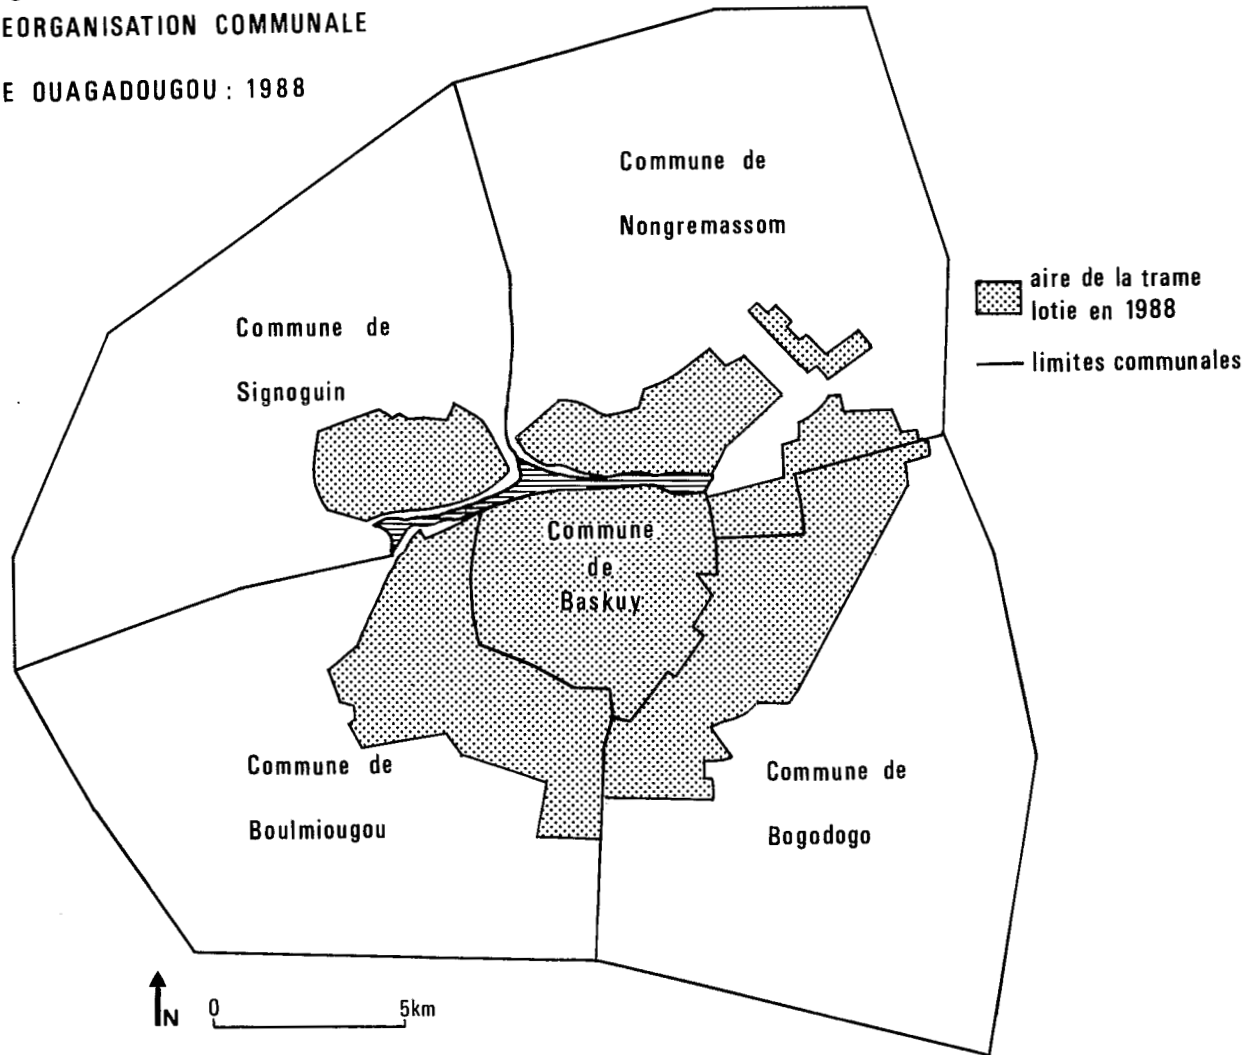 EORGANISATION COMMUNALE
E OUAGADOUGOU : 1988
Commune de
Nongremassom
aire de la trame
lotie en 1988
limites communales
Commune de
Signoguin
Commune
de
Baskuy
Commune de
Boulmiougou
Commune de
Bogodogo
N
0 5km